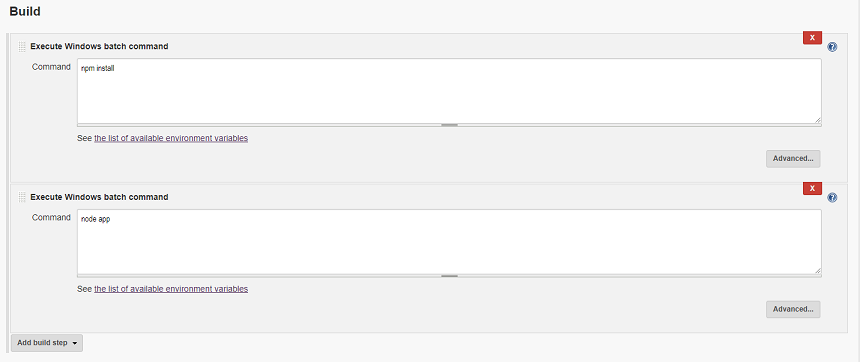 Build
Execute Windows batch command
X
?
Command
npm install
See the list of available environment variables
Advanced...
Execute Windows batch command
X
?
Command
node app
See the list of available environment variables
Advanced...
Add build step